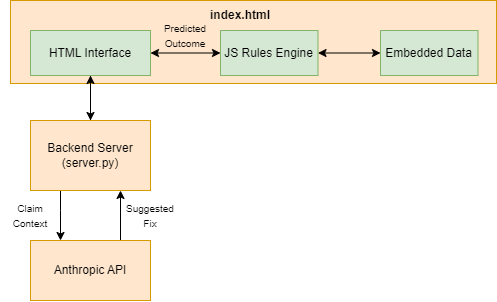 index.html
Predicted
Outcome
HTML Interface
JS Rules Engine
Embedded Data
Backend Server
(server.py)
Claim
Context
Suggested
Fix
Anthropic API